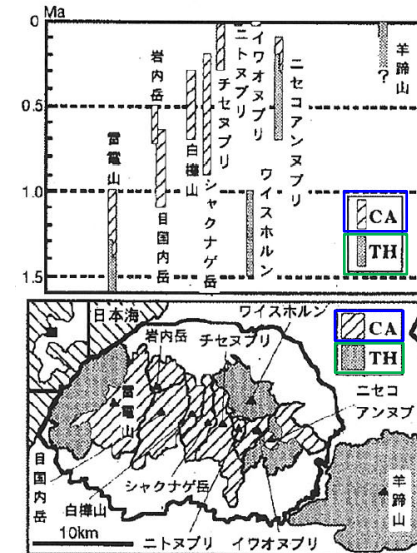 Ma
0
0.5
1.0
1.5
雷電山
岩内岳
目国内岳
白樺山
シャクナゲ岳
チセヌプリ
ニトヌプリ
イワオヌプリ
ワイスホルン
ニセコアンヌプリ
羊蹄山
?
CA
TH
日本海
ワイスホルン
岩内岳
チセヌプリ
CA
TH
雷電山
ニセコ
アンヌプリ
目国内岳
シャクナゲ岳
白樺山
羊蹄山
10km
ニトヌプリ
イワオヌプリ